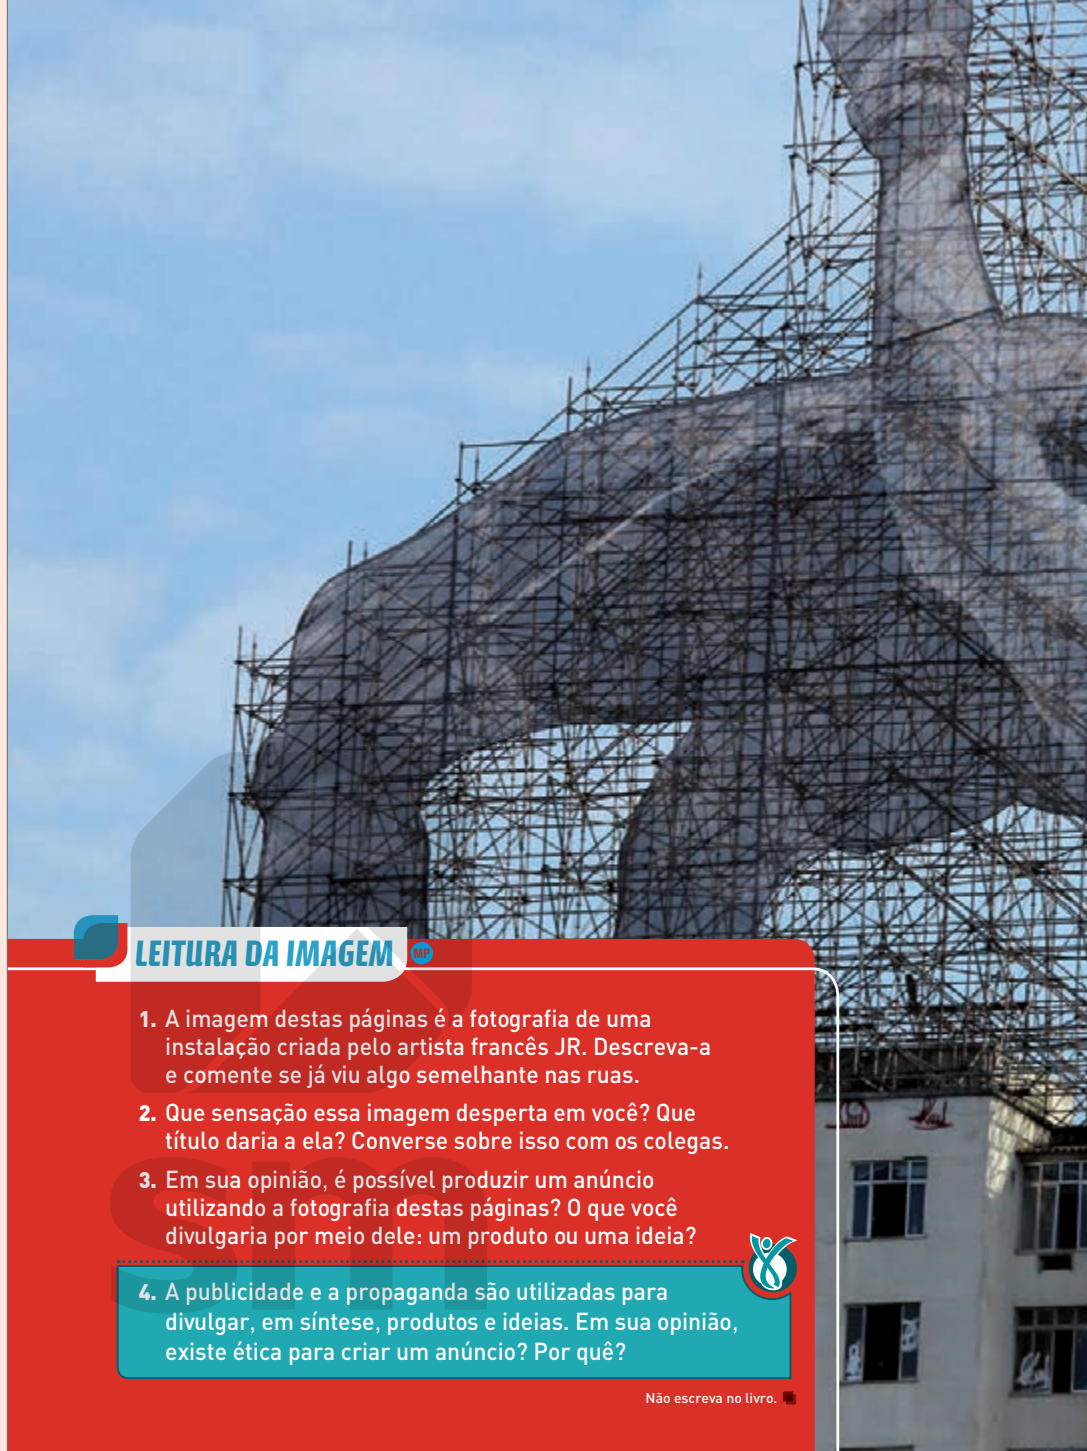 LEITURA DA IMAGEM MP
1. A imagem destas páginas é a fotografia de uma
instalação criada pelo artista francês JR. Descreva-a
e comente se já viu algo semelhante nas ruas.
2. Que sensação essa imagem desperta em você? Que
título daria a ela? Converse sobre isso com os colegas.
3. Em sua opinião, é possível produzir um anúncio
utilizando a fotografia destas páginas? O que você
divulgaria por meio dele: um produto ou uma ideia?
4. A publicidade e a propaganda são utilizadas para
divulgar, em síntese, produtos e ideias. Em sua opinião,
existe ética para criar um anúncio? Por quê?
Não escreva no livro.
sm